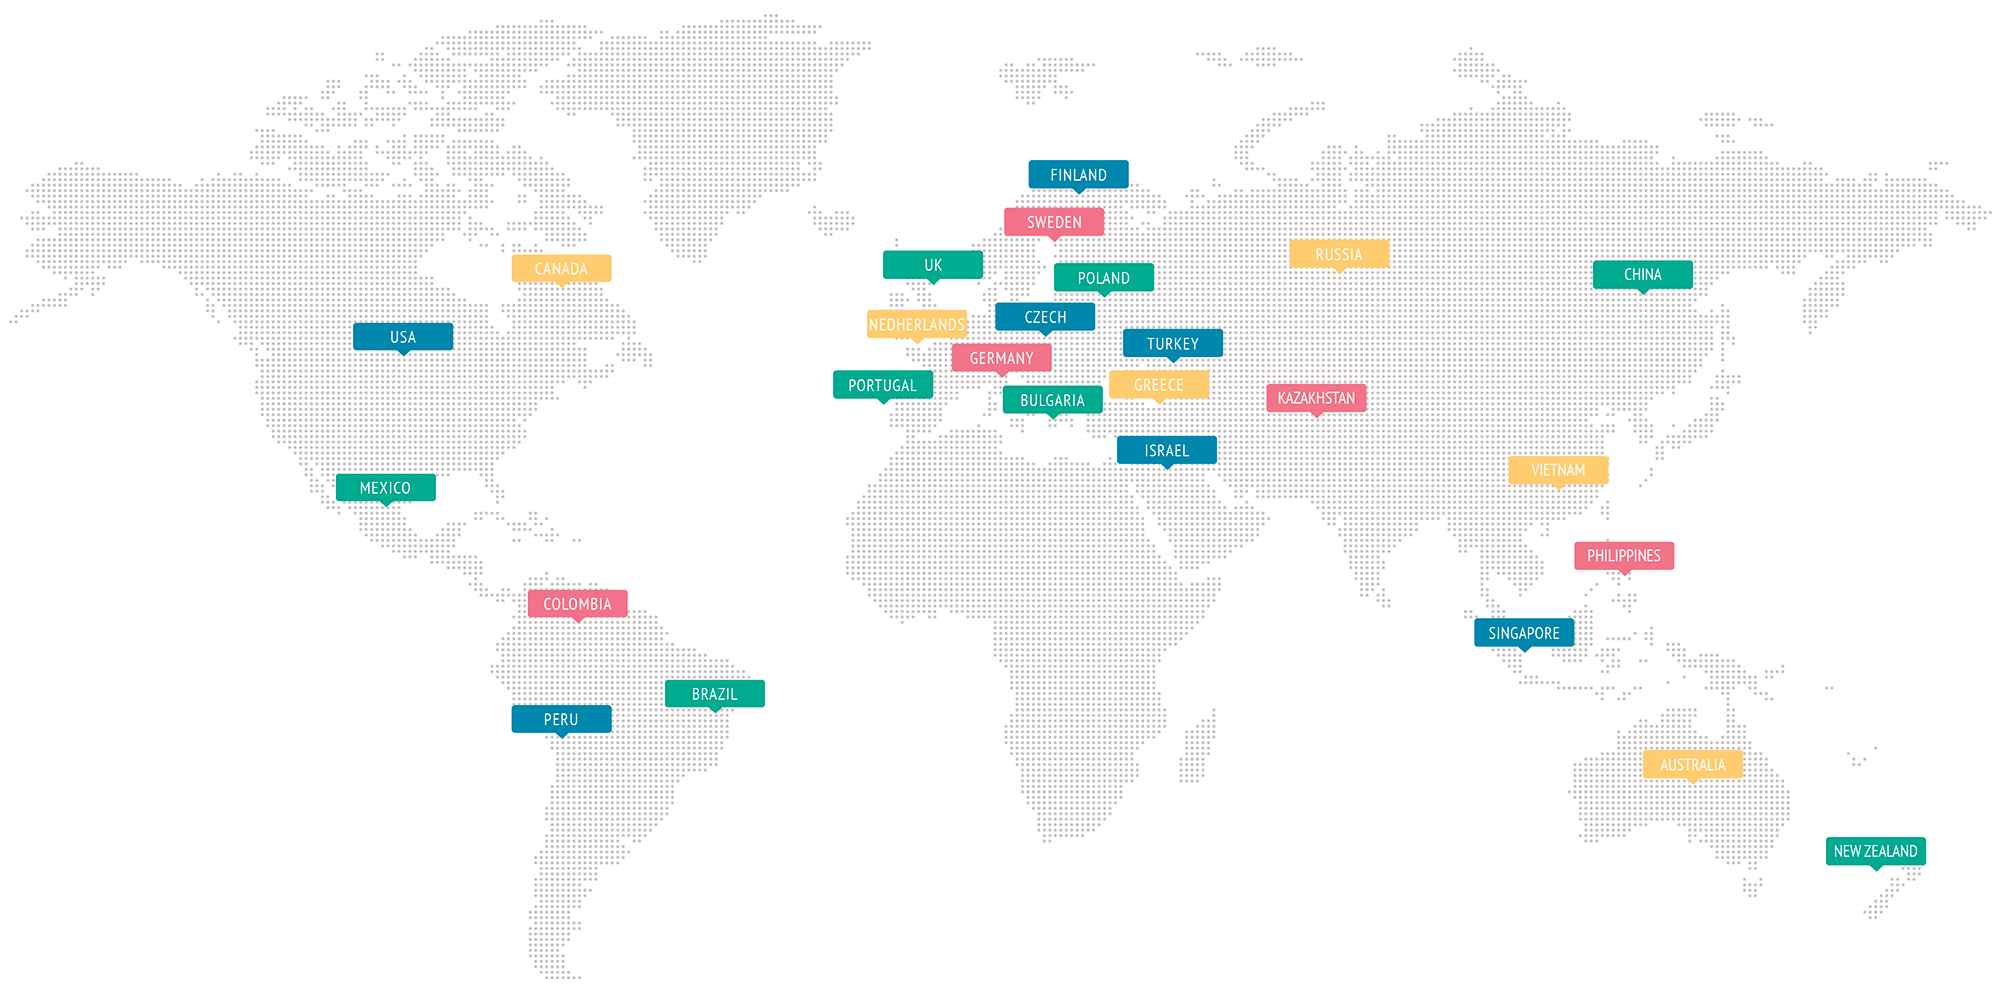 FINLAND
SWEDEN
RUSSIA
UK
CANADA
POLAND
CHINA
CZECH
NEDHERLANDS
USA
TURKEY
GERMANY
PORTUGAL
GREECE
KAZAKHSTAN
BULGARIA
ISRAEL
VIETNAM
MEXICO
PHILIPPINES
COLOMBIA
SINGAPORE
BRAZIL
PERU
AUSTRALIA
NEW ZEALAND